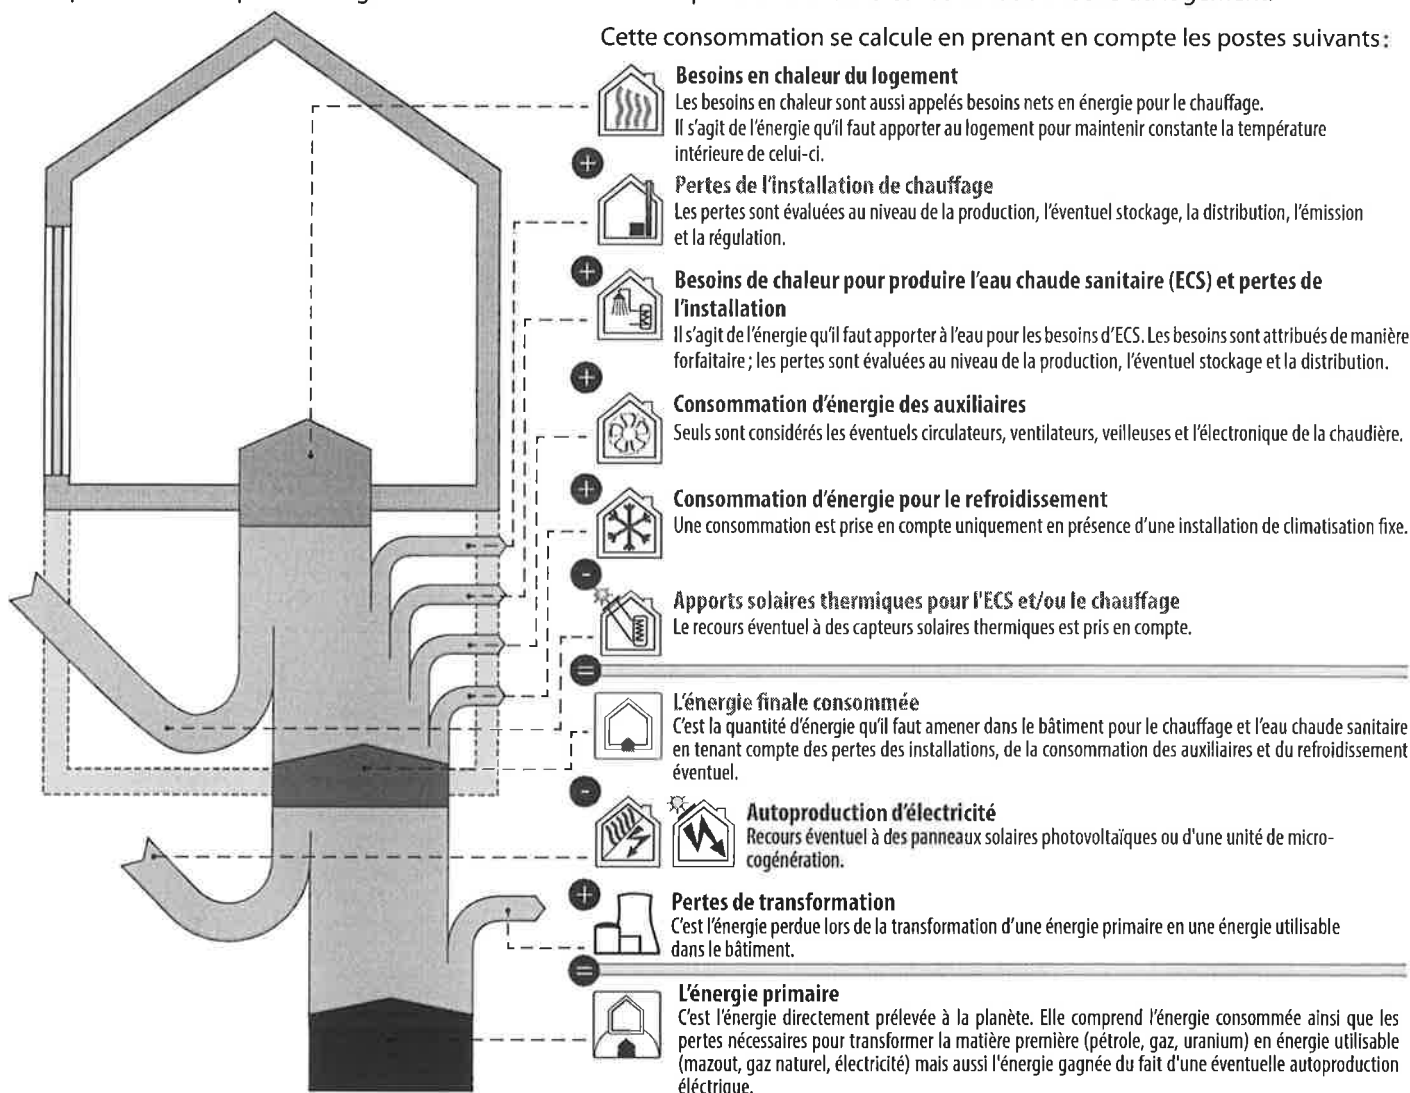 Cette consommation se calcule en prenant en compte les postes suivants :
Besoins en chaleur du logement
Les besoins en chaleur sont aussi appelés besoins nets en énergie pour le chauffage.
Il s'agit de l'énergie qu'il faut apporter au logement pour maintenir constante la température
intérieure de celui-ci.
+
Pertes de l'installation de chauffage
Les pertes sont évaluées au niveau de la production, l'éventuel stockage, la distribution, l'émission
et la régulation.
+
Besoins de chaleur pour produire l'eau chaude sanitaire (ECS) et pertes de
l'installation
Il s'agit de l'énergie qu'il faut apporter à l'eau pour les besoins d'ECS. Les besoins sont attribués de manière
forfaitaire ; les pertes sont évaluées au niveau de la production, l'éventuel stockage et la distribution.
+
Consommation d'énergie des auxiliaires
Seuls sont considérés les éventuels circulateurs, ventilateurs, veilleuses et l'électronique de la chaudière.
+
Consommation d'énergie pour le refroidissement
Une consommation est prise en compte uniquement en présence d'une installation de climatisation fixe.
-
Apports solaires thermiques pour l'ECS et/ou le chauffage
Le recours éventuel à des capteurs solaires thermiques est pris en compte.
=
L'énergie finale consommée
C'est la quantité d'énergie qu'il faut amener dans le bâtiment pour le chauffage et l'eau chaude sanitaire
en tenant compte des pertes des installations, de la consommation des auxiliaires et du refroidissement
éventuel.
-
Autoproduction d'électricité
Recours éventuel à des panneaux solaires photovoltaïques ou d'une unité de micro-
cogénération.
+
Pertes de transformation
C'est l'énergie perdue lors de la transformation d'une énergie primaire en une énergie utilisable
dans le bâtiment.
=
L'énergie primaire
C'est l'énergie directement prélevée à la planète. Elle comprend l'énergie consommée ainsi que les
pertes nécessaires pour transformer la matière première (pétrole, gaz, uranium) en énergie utilisable
(mazout, gaz naturel, électricité) mais aussi l'énergie gagnée du fait d'une éventuelle autoproduction
éléctrique.